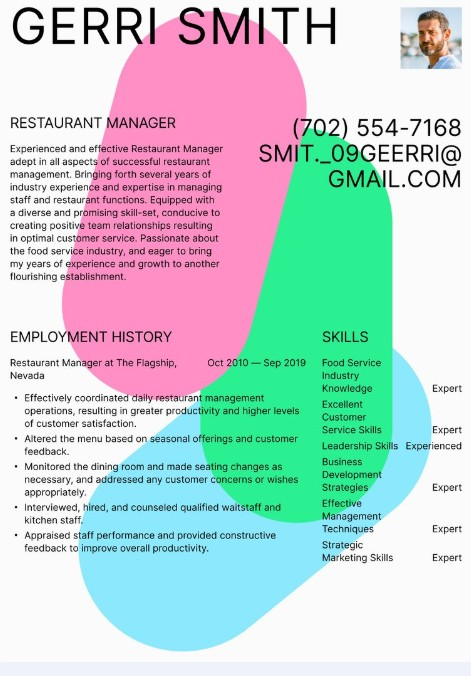 GERRI SMITH
RESTAURANT MANAGER
Experienced and effective Restaurant Manager
adept in all aspects of successful restaurant
management. Bringing forth several years of
industry experience and expertise in managing
staff and restaurant functions. Equipped with
a diverse and promising skill-set, conducive to
creating positive team relationships resulting
in optimal customer service. Passionate about
the food service industry, and eager to bring
my years of experience and growth to another
flourishing establishment.
(702) 554-7168
SMIT._09GEERRI@
GMAIL.COM
EMPLOYMENT HISTORY
Restaurant Manager at The Flagship, Oct 2010 — Sep 2019
Nevada
• Effectively coordinated daily restaurant management
operations, resulting in greater productivity and higher levels
of customer satisfaction.
• Altered the menu based on seasonal offerings and customer
feedback.
• Monitored the dining room and made seating changes as
necessary, and addressed any customer concerns or wishes
appropriately.
• Interviewed, hired, and counseled qualified waitstaff and
kitchen staff.
• Appraised staff performance and provided constructive
feedback to improve overall productivity.
SKILLS
Food Service
Industry
Knowledge Expert
Excellent
Customer
Service Skills Expert
Leadership Skills Experienced
Business
Development
Strategies Expert
Effective
Management
Techniques Expert
Strategic
Marketing Skills Expert